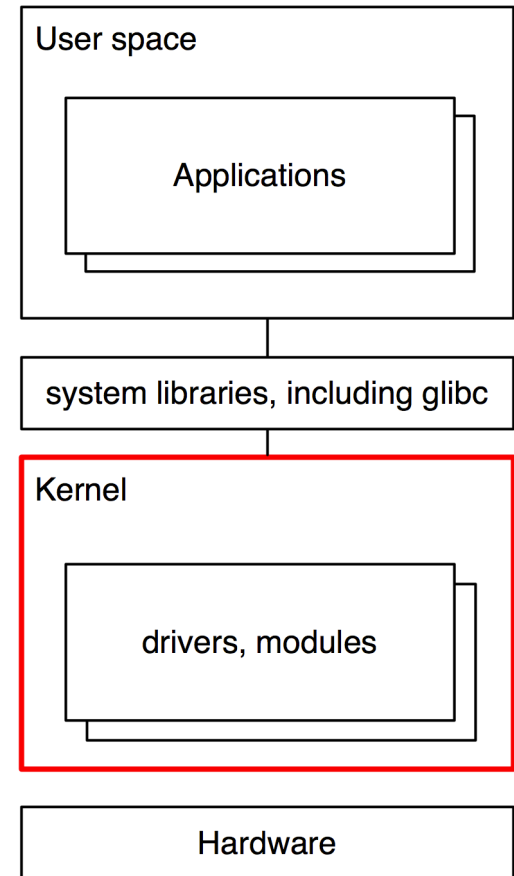 User space
Applications
system libraries, including glibc
Kernel
drivers, modules
Hardware